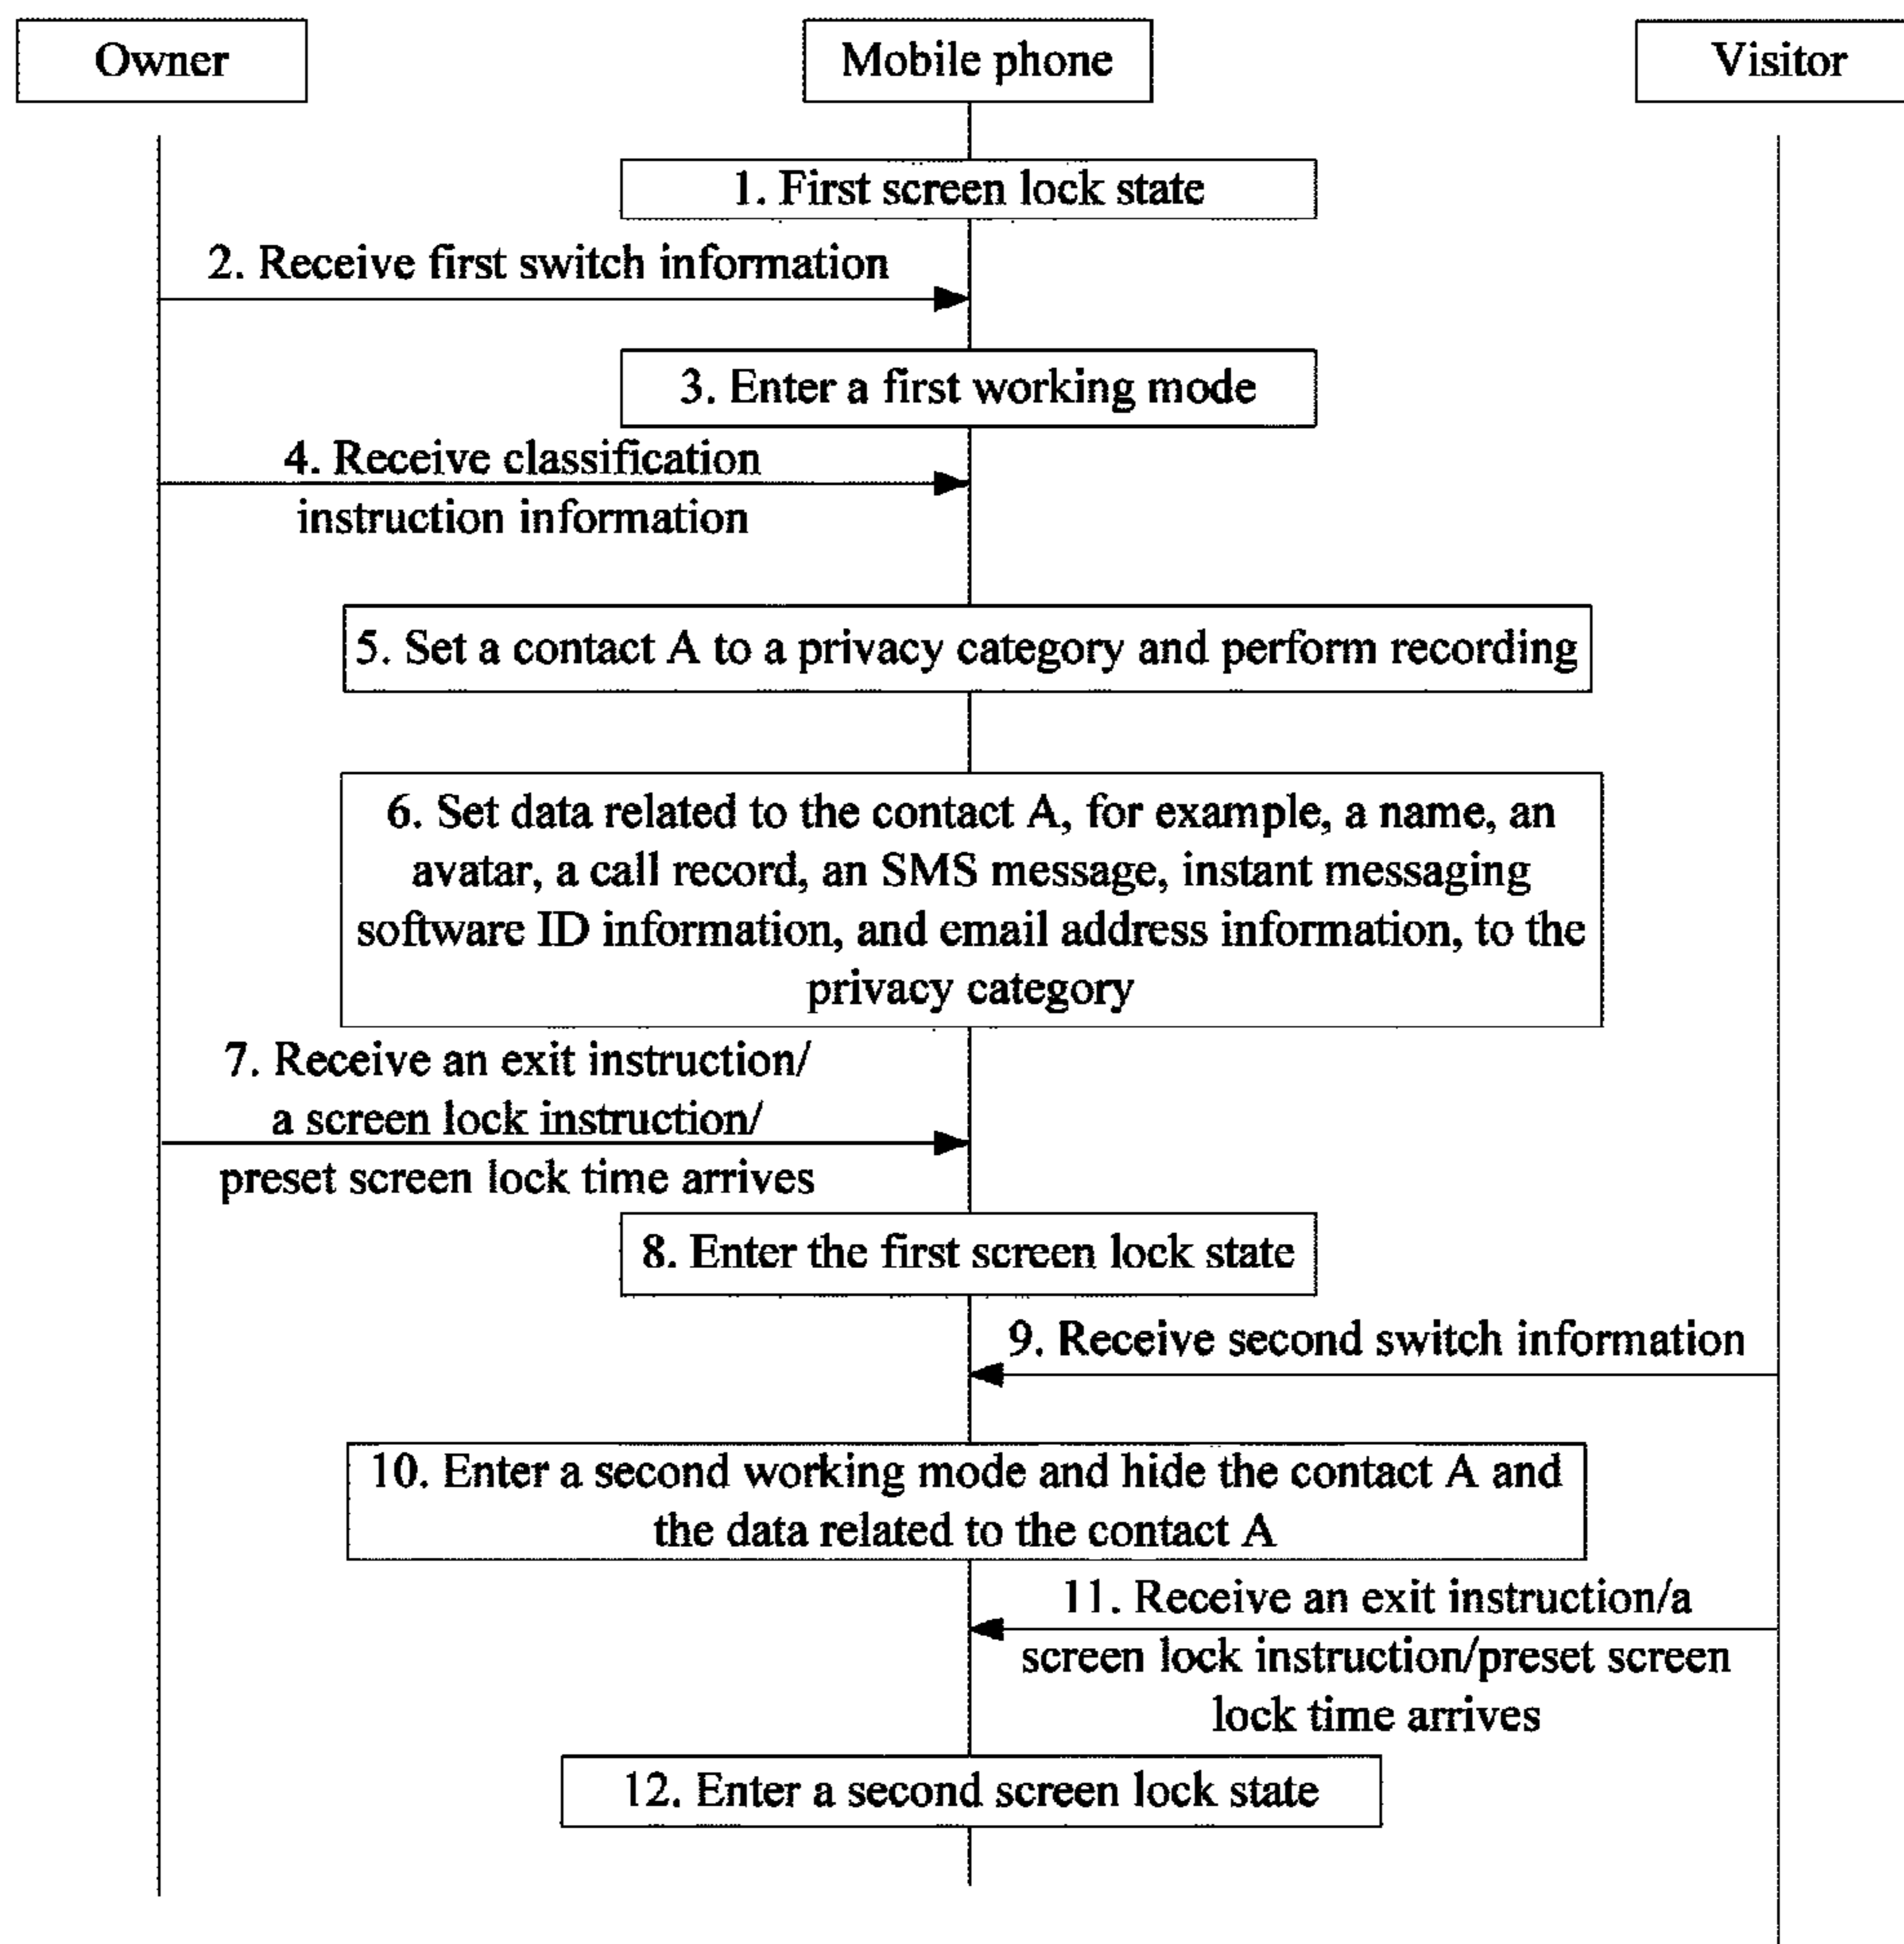 Owner
Mobile phone
Visitor
1. First screen lock state
2. Receive first switch information
3. Enter a first working mode
4. Receive classification
instruction information
5. Set a contact A to a privacy category and perform recording
6. Set data related to the contact A, for example, a name, an
avatar, a call record, an SMS message, instant messaging
software ID information, and email address information, to the
privacy category
7. Receive an exit instruction/
a screen lock instruction/
preset screen lock time arrives
8. Enter the first screen lock state
9. Receive second switch information
10. Enter a second working mode and hide the contact A and
the data related to the contact A
11. Receive an exit instruction/a
screen lock instruction/preset screen
lock time arrives
12. Enter a second screen lock state